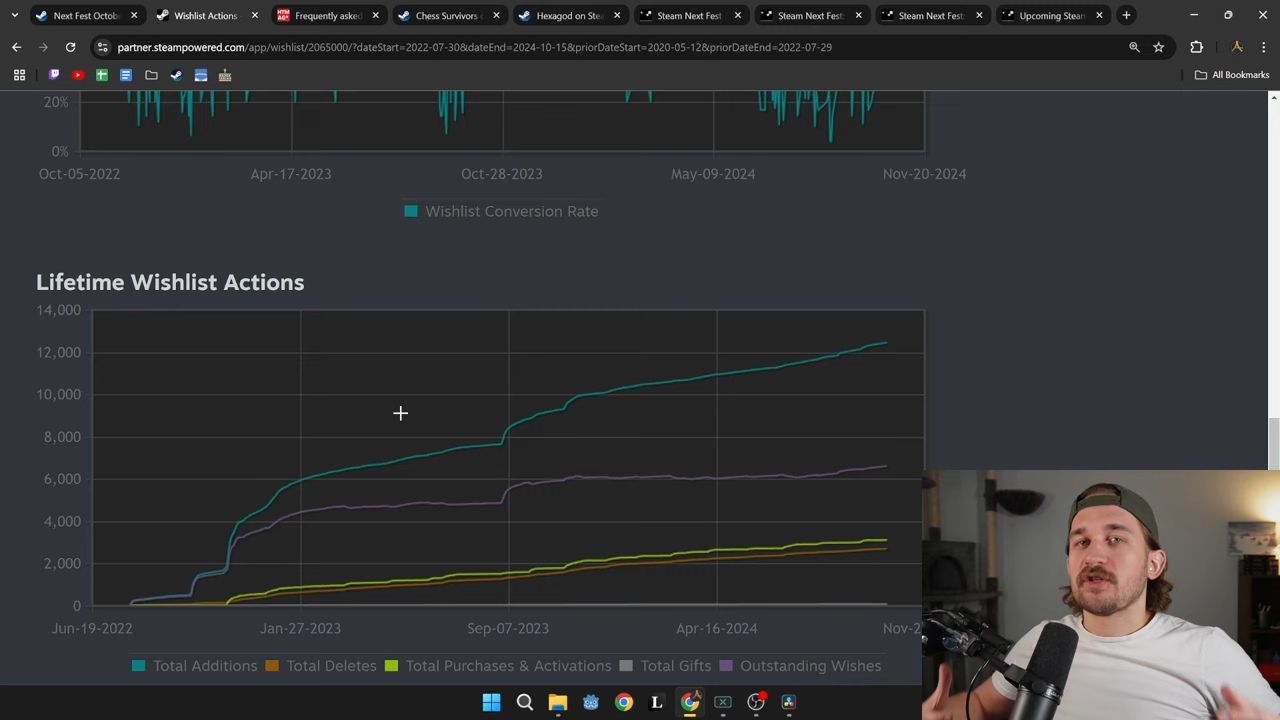 Next Fest Octobe
Wishlist Actions
Frequently asked
Chess Survivors o
Hexagod on Stea
Steam Next Fest
Steam Next Fest:
Steam Next Fest:
Upcoming Steam
partner.steampowered.com/app/wishlist/2065000/?dateStart=2022-07-30&dateEnd=2024-10-15&priorDateStart=2020-05-12&priorDateEnd=2022-07-29
All Bookmarks
20%
0%
Oct-05-2022 Apr-17-2023 Oct-28-2023 May-09-2024 Nov-20-2024
Wishlist Conversion Rate
Lifetime Wishlist Actions
14,000
12,000
10,000
8,000
6,000
4,000
2,000
0
Jun-19-2022 Jan-27-2023 Sep-07-2023 Apr-16-2024 Nov-2
Total Additions Total Deletes Total Purchases & Activations Total Gifts Outstanding Wishes